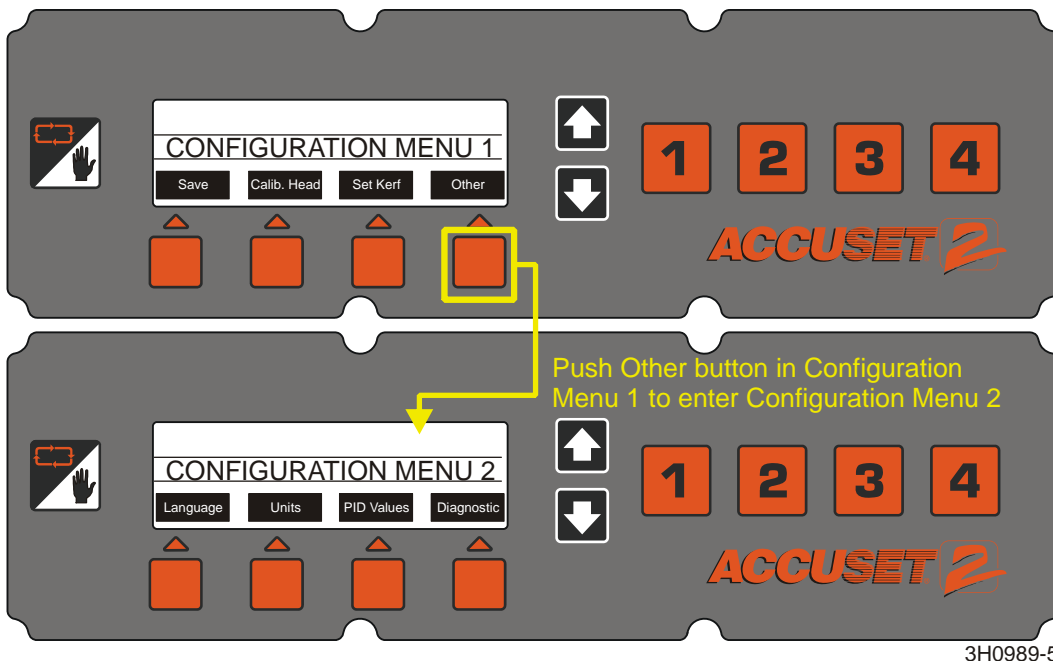 CONFIGURATION MENU 1
Save Calib. Head Set Kerf Other
1 2 3 4
ACCUSET 2
Push Other button in Configuration
Menu 1 to enter Configuration Menu 2
CONFIGURATION MENU 2
Language Units PID Values Diagnostic
1 2 3 4
ACCUSET 2
3H0989-5